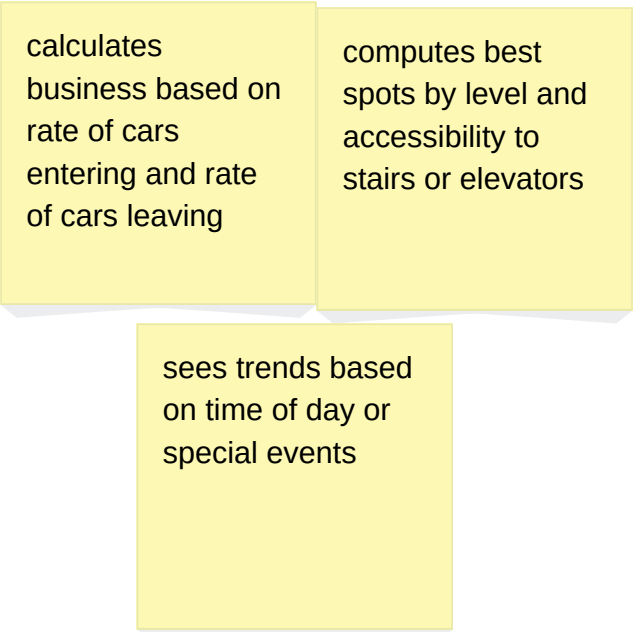 calculates
business based on
rate of cars
entering and rate
of cars leaving
computes best
spots by level and
accessibility to
stairs or elevators
sees trends based
on time of day or
special events